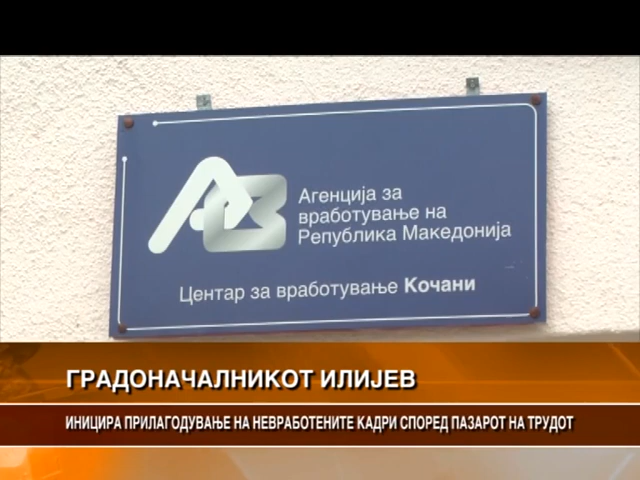 АВ
Агенција за
вработување на
Република Македонија
Центар за вработување Кочани
ГРАДОНАЧАЛНИКОТ ИЛИЈЕВ
ИНИЦИРА ПРИЛАГОДУВАЊЕ НА НЕВРАБОТЕНИТЕ КАДРИ СПОРЕД ПАЗАРОТ НА ТРУДОТ